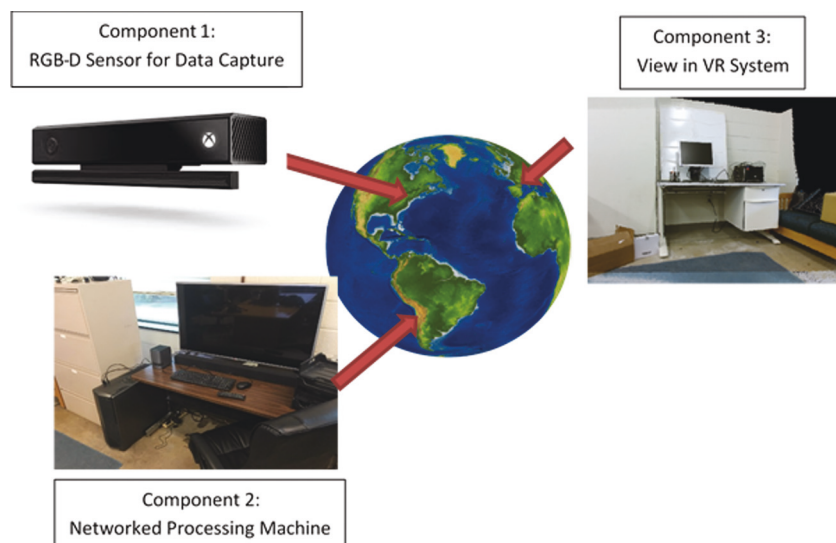 Component 1:
RGB-D Sensor for Data Capture
Component 3:
View in VR System
Component 2:
Networked Processing Machine